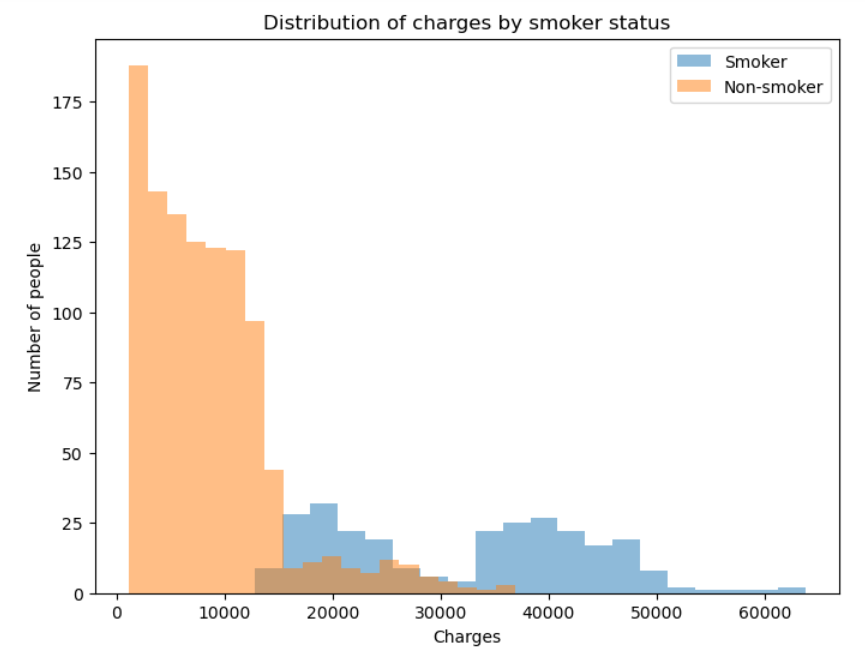 Distribution of charges by smoker status
Smoker
Non-smoker
175
150
125
100
75
50
25
0
Number of people
0 10000 20000 30000 40000 50000 60000
Charges